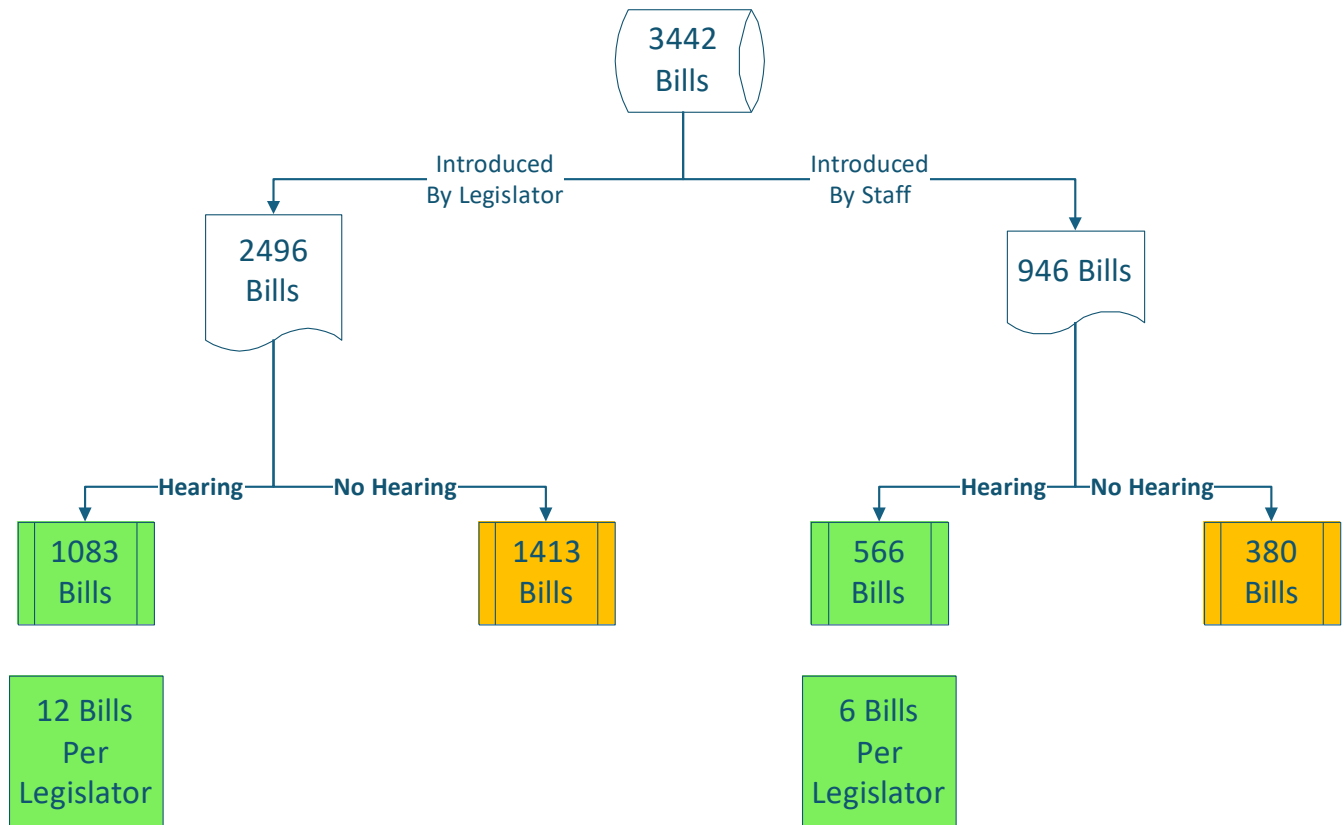 3442
Bills
Introduced
By Legislator
Introduced
By Staff
2496
Bills
946 Bills
Hearing
No Hearing
Hearing
No Hearing
1083
Bills
1413
Bills
566
Bills
380
Bills
12 Bills
Per
Legislator
6 Bills
Per
Legislator